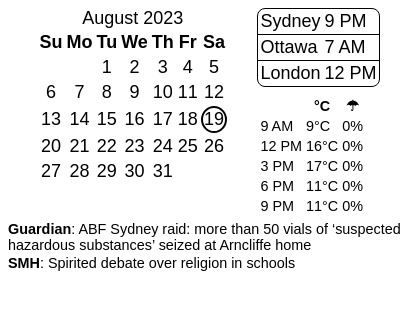 August 2023
Su Mo Tu We Th Fr Sa
1 2 3 4 5
6 7 8 9 10 11 12
13 14 15 16 17 18 19
20 21 22 23 24 25 26
27 28 29 30 31
Sydney 9 PM
Ottawa 7 AM
London 12 PM
°C ☂
9 AM 9°C 0%
12 PM 16°C 0%
3 PM 17°C 0%
6 PM 11°C 0%
9 PM 11°C 0%
Guardian: ABF Sydney raid: more than 50 vials of ‘suspected
hazardous substances’ seized at Arncliffe home
SMH: Spirited debate over religion in schools